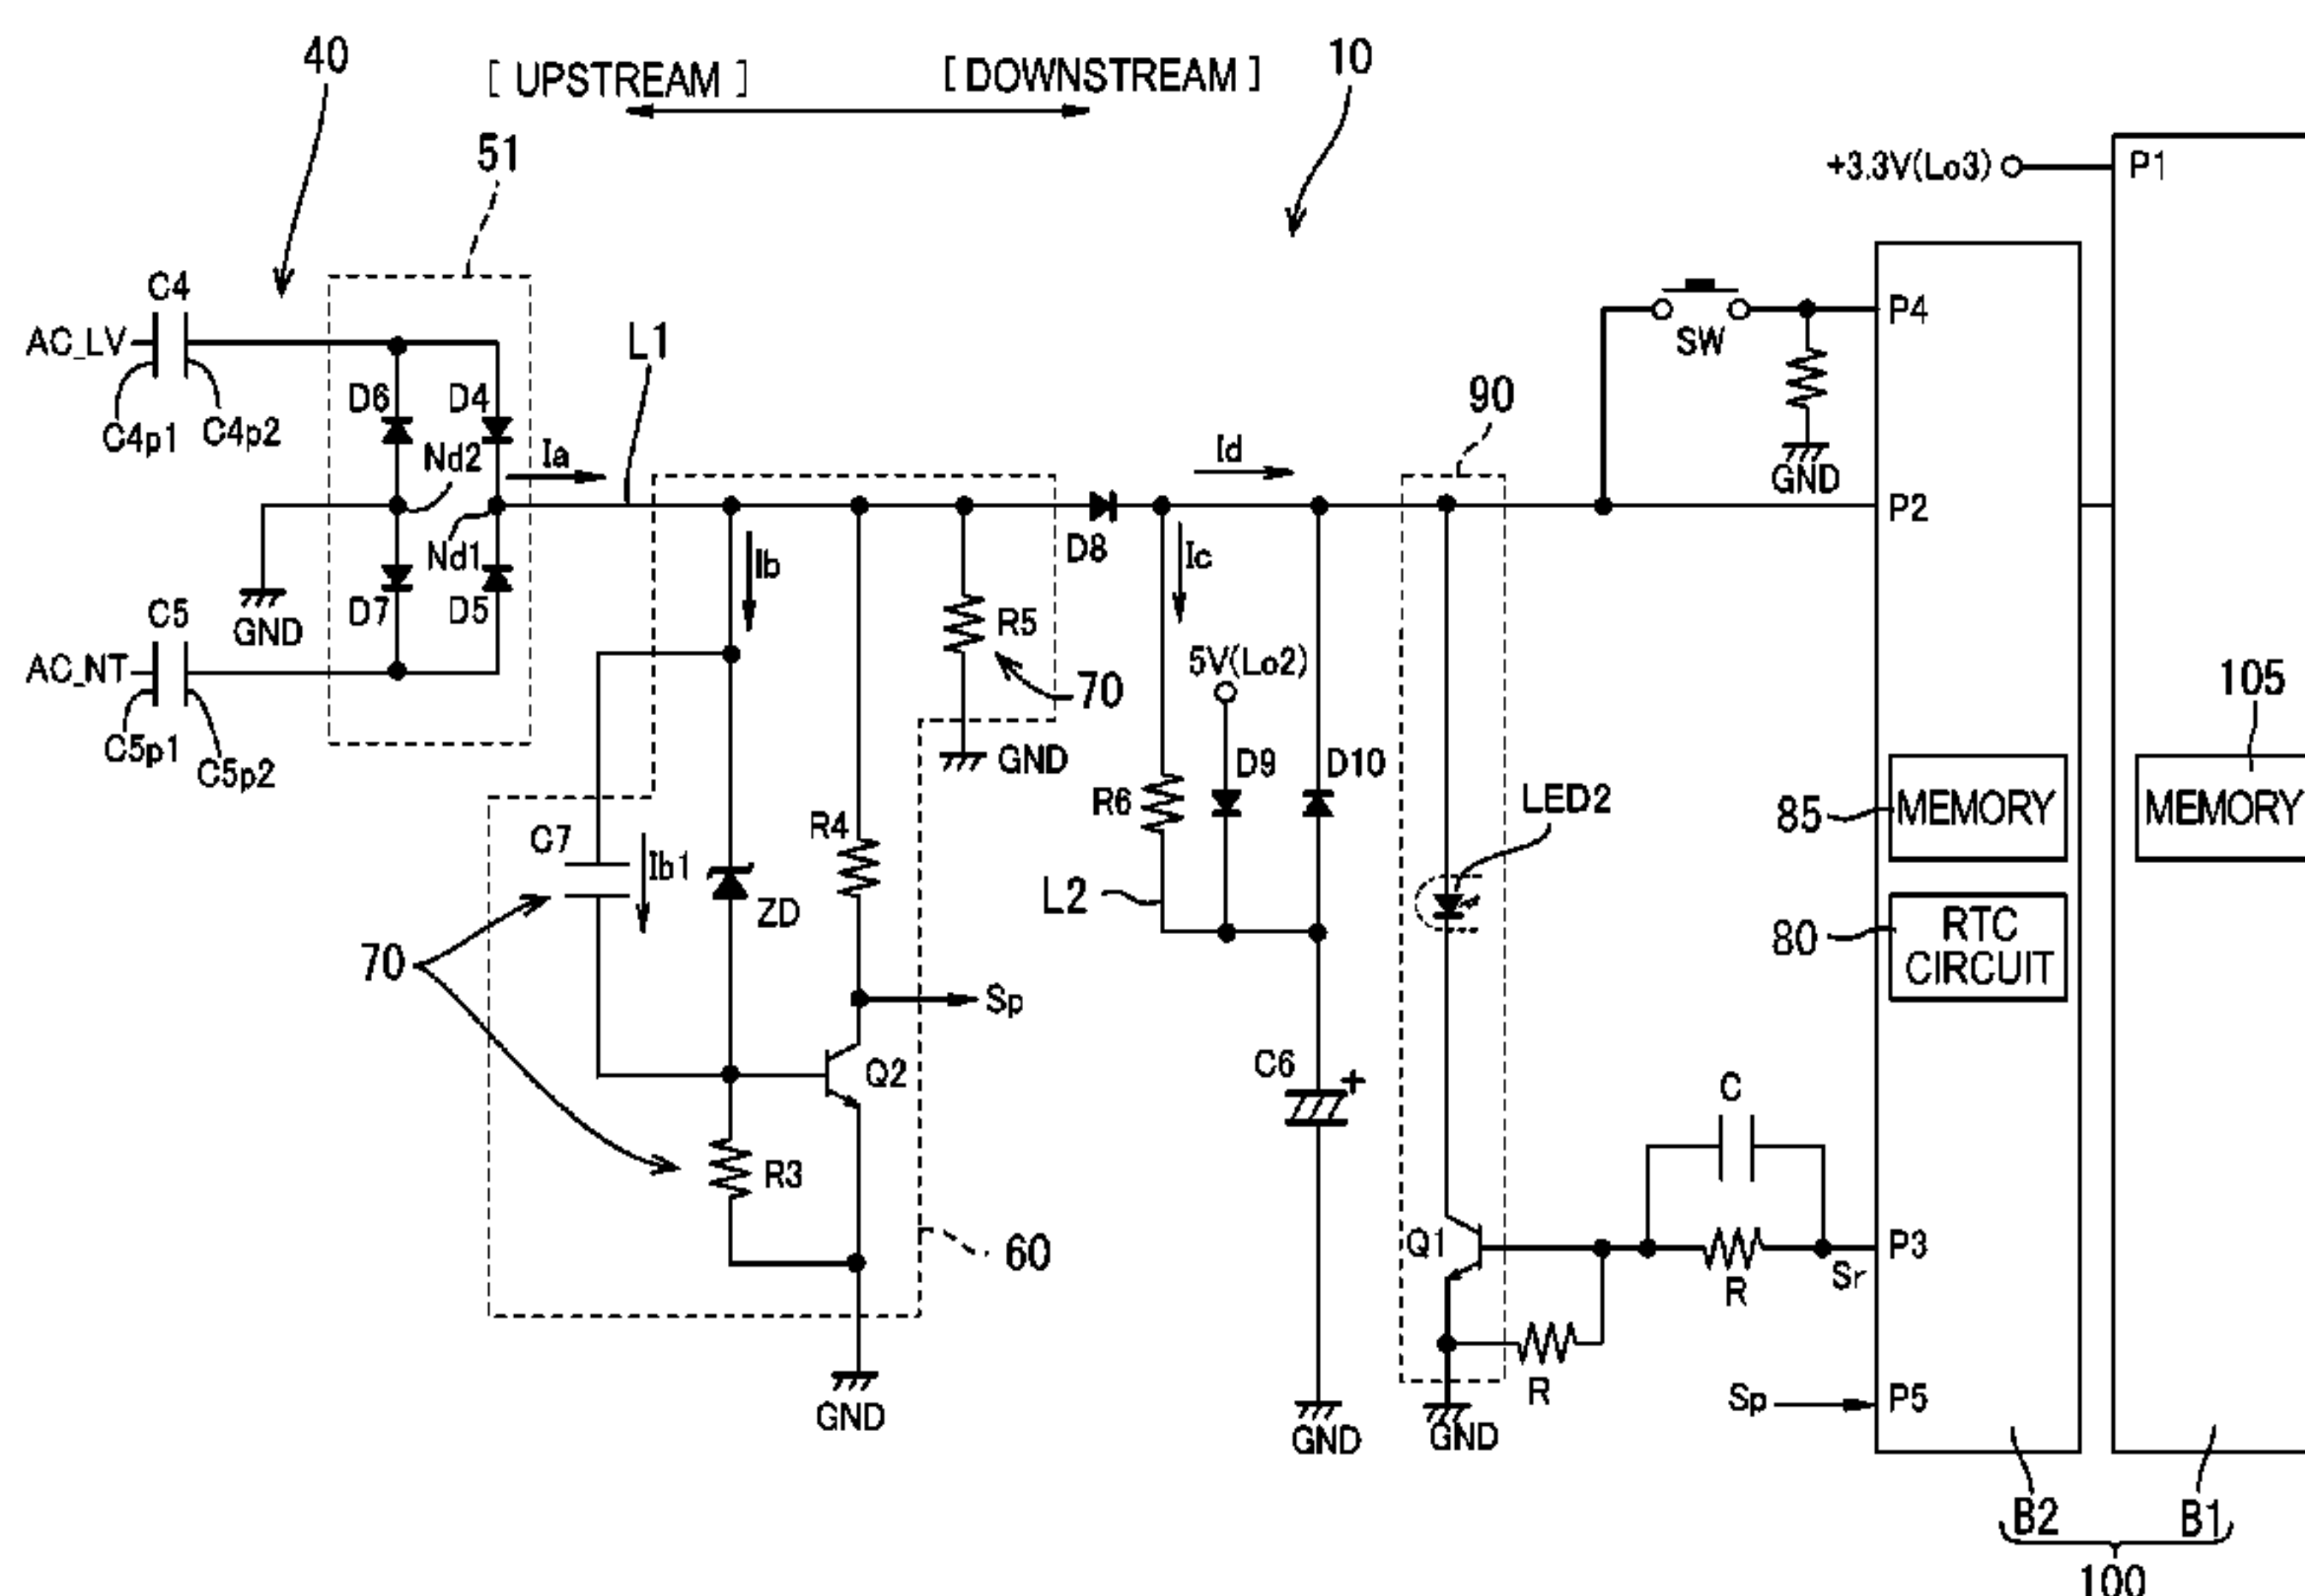 40
[ UPSTREAM ]
[ DOWNSTREAM ]
10
51
+3.3V(Lo3)
P1
C4
AC_LV
L1
SW
P4
D6
D4
C4p1
C4p2
90
Nd2
Ia
Id
GND
P2
Nd1
Ib
D8
Ic
C5
GND
D7
D5
R5
5V(Lo2)
AC_NT
70
105
C5p1
C5p2
GND
D9
D10
R6
LED2
85
MEMORY
MEMORY
C7
Ib1
R4
ZD
L2
80
RTC
CIRCUIT
70
Sp
Q2
C6
+
C
R3
60
Q1
R
Sr
P3
GND
R
Sp
P5
GND
GND
B2
B1
100